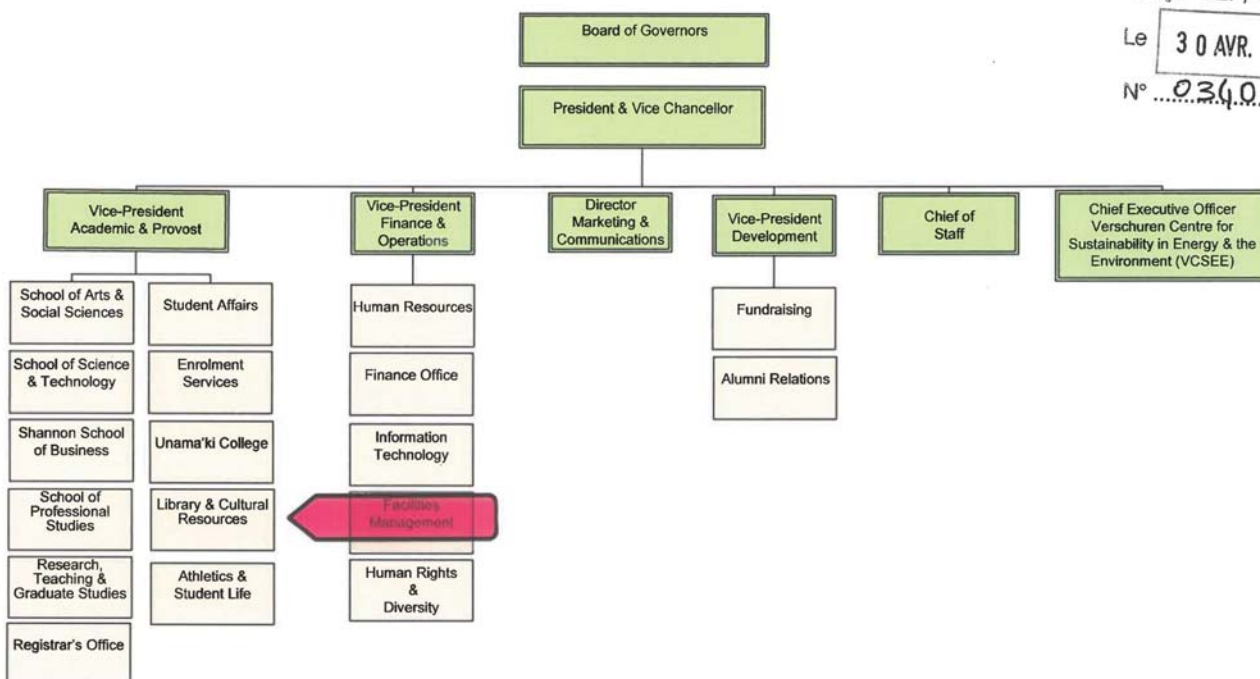 Le 30 AVR.
N° 0340
Board of Governors
President & Vice Chancellor
Vice-President
Academic & Provost
Vice-President
Finance &
Operations
Director
Marketing &
Communications
Vice-President
Development
Chief of
Staff
Chief Executive Officer
Verschuren Centre for
Sustainability in Energy & the
Environment (VCSEE)
School of Arts &
Social Sciences
School of Science
& Technology
Shannon School
of Business
School of
Professional
Studies
Research,
Teaching &
Graduate Studies
Registrar's Office
Student Affairs
Enrolment
Services
Unama'ki College
Library & Cultural
Resources
Athletics &
Student Life
Human Resources
Finance Office
Information
Technology
Facilities
Management
Human Rights
&
Diversity
Fundraising
Alumni Relations